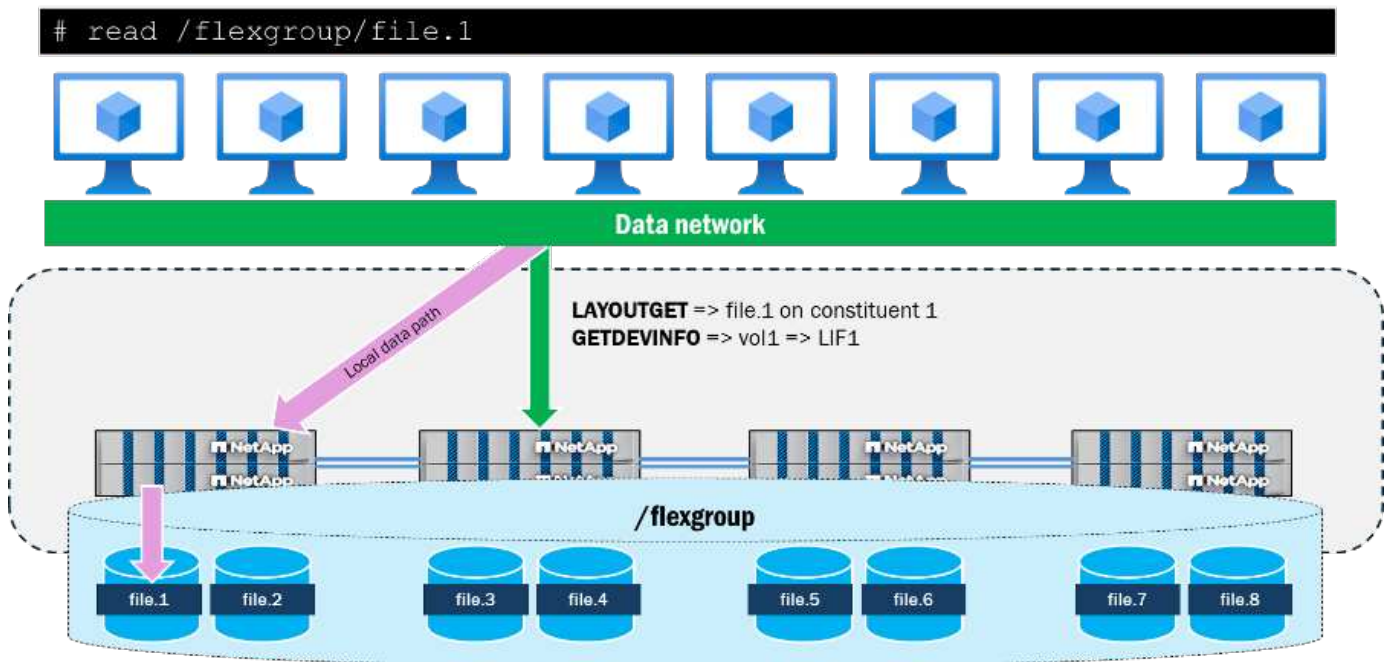 # read /flexgroup/file.1
Data network
Local data path
LAYOUTGET => file.1 on constituent 1
GETDEVINFO => vol1 => LIF1
NetApp
NetApp
NetApp
NetApp
NetApp
NetApp
NetApp
NetApp
/flexgroup
file.1
file.2
file.3
file.4
file.5
file.6
file.7
file.8